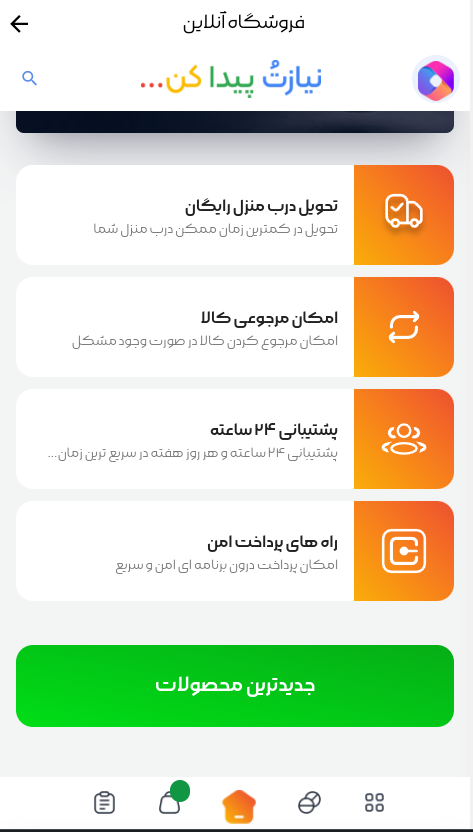 فروشگاه آنلاین
نیازتُ پیدا کن...
تحویل درب منزل رایگان
تحویل در کمترین زمان ممکن درب منزل شما
امکان مرجوعی کالا
امکان مرجوع کردن کالا در صورت وجود مشکل
پشتیبانی ۲۴ ساعته
پشتیبانی ۲۴ ساعته و هر روز هفته در سریع ترین زمان...
راه های پرداخت امن
امکان پرداخت درون برنامه ای امن و سریع
جدیدترین محصولات